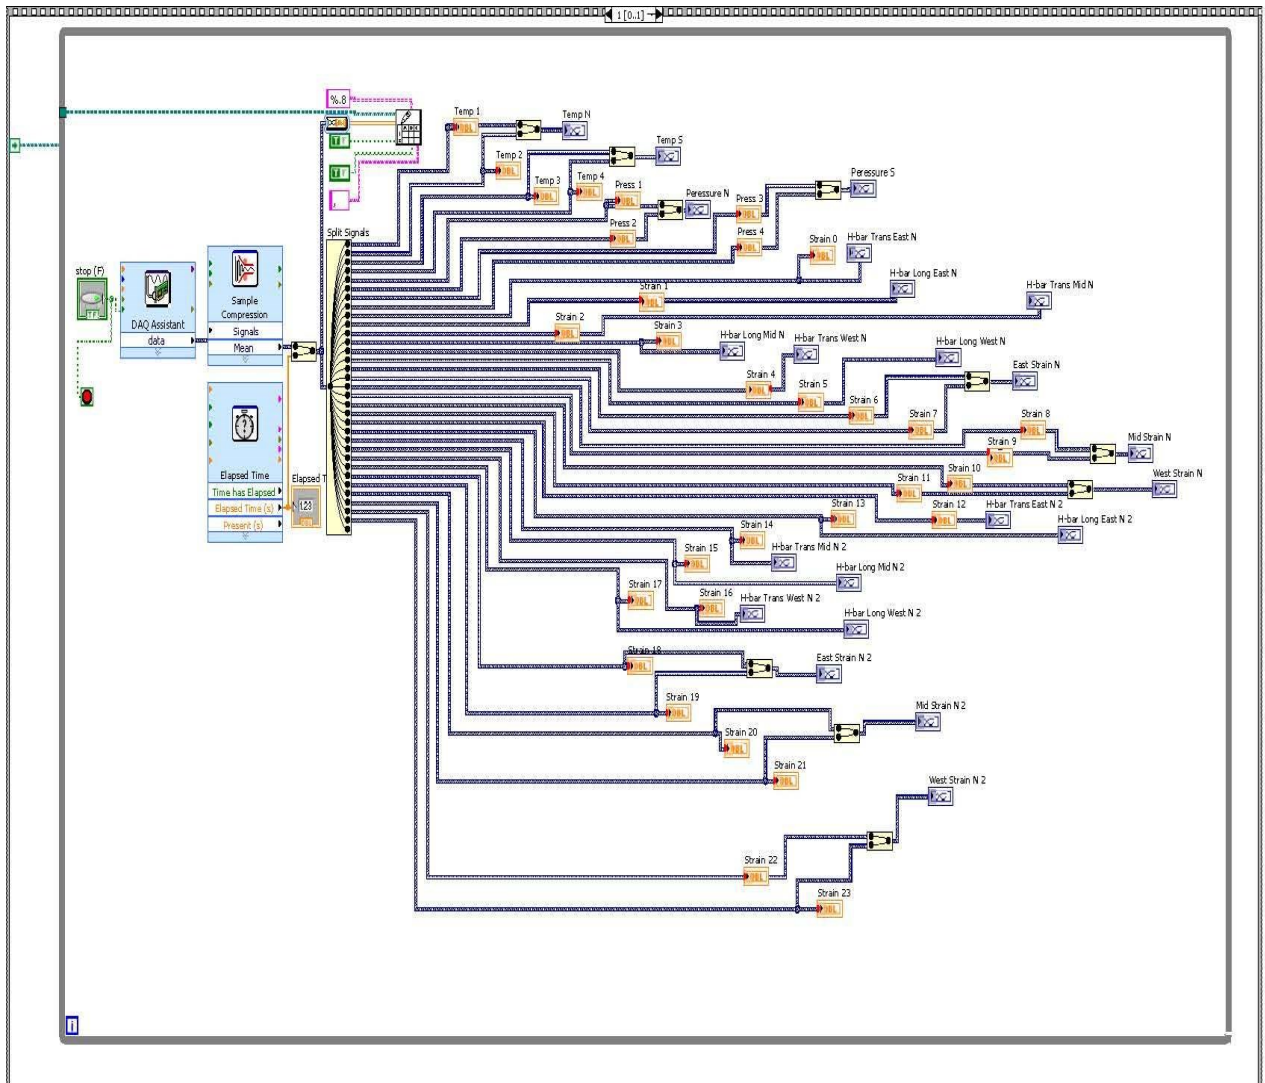 1 [0..1]
%.8
Temp 1
Temp N
Temp S
Temp 2
Temp 3
Temp 4
Press 1
Peressure N
Press 2
Press 3
Peressure S
Press 4
Strain 0
H-bar Trans East N
Split Signals
stop (F)
TF
DAQ Assistant
data
Sample
Compression
Signals
Mean
H-bar Long East N
H-bar Trans Mid N
Strain 1
Strain 2
Strain 3
H-bar Long Mid N
H-bar Trans West N
H-bar Long West N
Strain 4
Strain 5
East Strain N
Strain 6
Strain 7
Strain 8
Mid Strain N
Strain 9
Elapsed Time
Time has Elapsed
Elapsed Time (s)
Present (s)
Elapsed T
1.23
Strain 10
Strain 11
West Strain N
Strain 12
Strain 13
H-bar Trans East N 2
H-bar Long East N 2
Strain 14
H-bar Trans Mid N 2
Strain 15
H-bar Long Mid N 2
Strain 17
Strain 16
H-bar Trans West N 2
H-bar Long West N 2
Strain 18
East Strain N 2
Strain 19
Mid Strain N 2
Strain 20
Strain 21
West Strain N 2
Strain 22
Strain 23
DBL
i